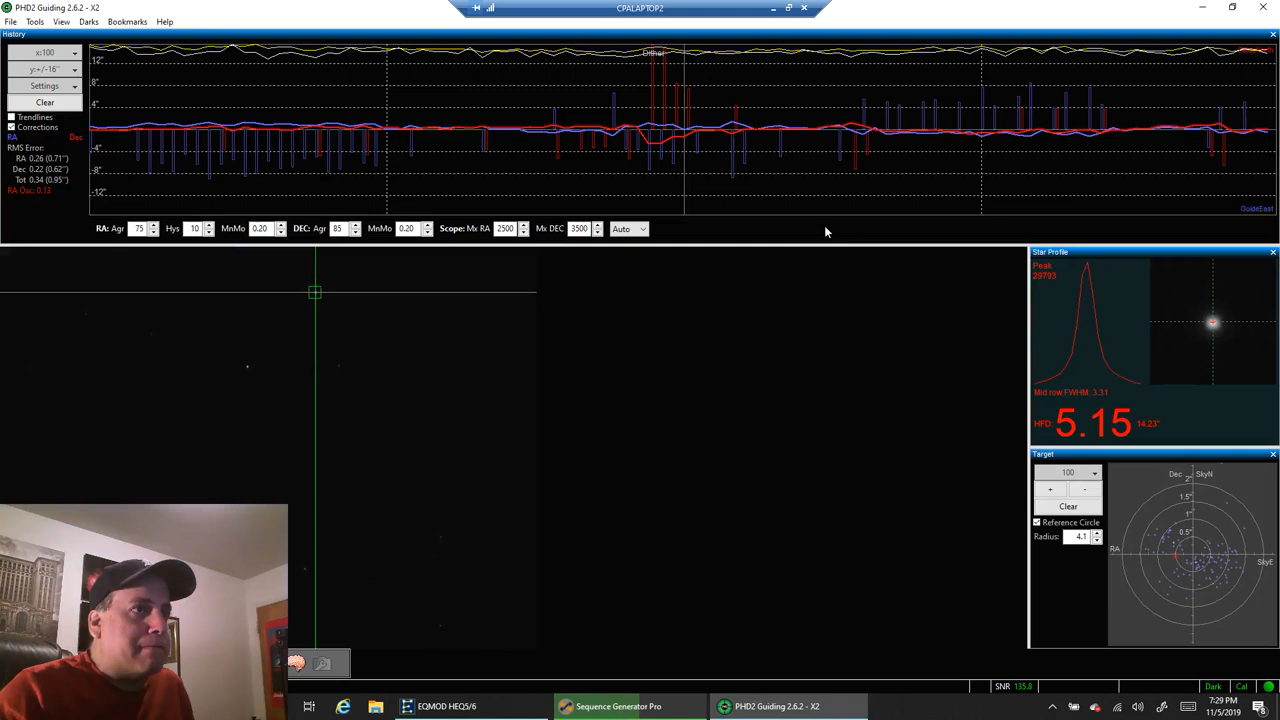 PHD2 Guiding 2.6.2 - X2
CPALAPTOP2
File Tools View Darks Bookmarks Help
History
x:100
y:+/-16"
Settings
Clear
Trendlines
Corrections
RA Dec
RMS Error:
RA 0.26 (0.71")
Dec 0.22 (0.62")
Tot 0.34 (0.95")
RA Osc: 0.13
Dither
12"
8"
4"
-4"
-8"
-12"
GuideEast
RA: Agr 75 Hys 10 MnMo 0.20 DEC: Agr 85 MnMo 0.20 Scope: Mx RA 2500 Mx DEC 3500 Auto
Star Profile
Peak
29793
Mid row FWHM: 3.31
HFD: 5.15 14.23"
Target
100
+ -
Clear
Reference Circle
Radius: 4.1
Dec SkyN
2"
1.5"
1"
0.5"
RA
SkyE
SNR 135.8 Dark Cal
EQMOD HEQ5/6
Sequence Generator Pro
PHD2 Guiding 2.6.2 - X2
7:29 PM
11/5/2019